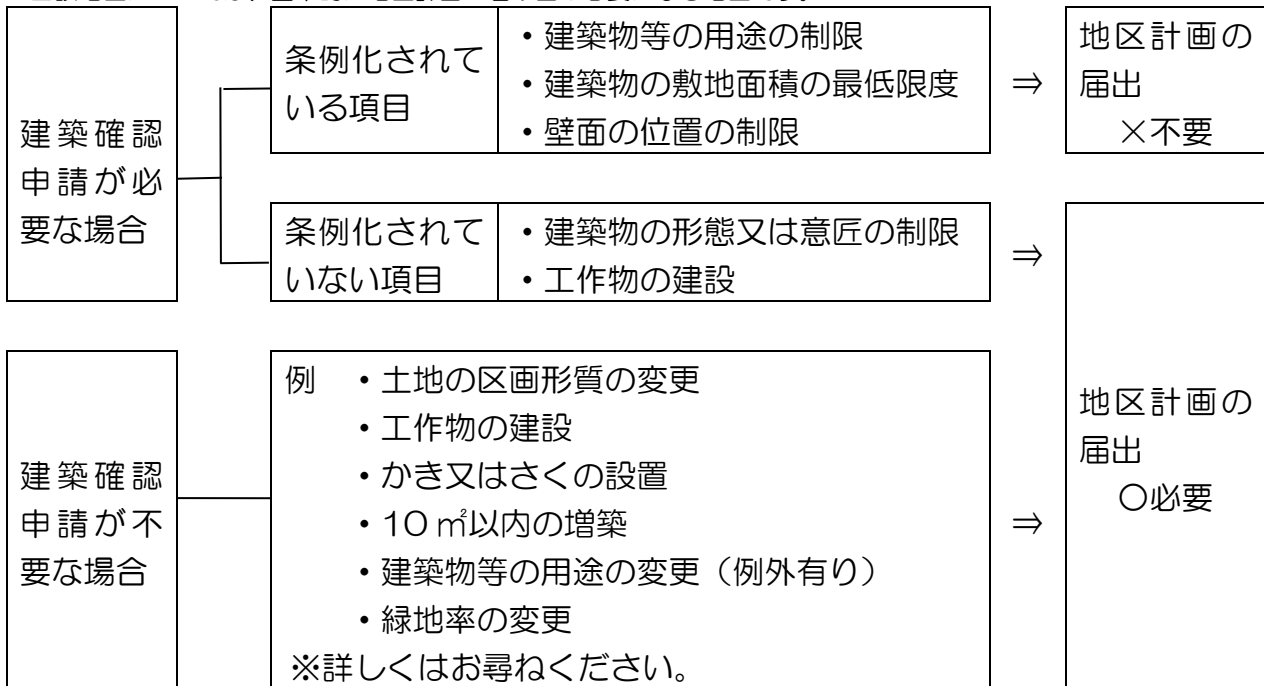 建築確認
申請が必
要な場合
条例化されて
いる項目
・建築物等の用途の制限
・建築物の敷地面積の最低限度
・壁面の位置の制限
⇒
地区計画の
届出
×不要
条例化されて
いない項目
・建築物の形態又は意匠の制限
・工作物の建設
⇒
建築確認
申請が不
要な場合
例 ・土地の区画形質の変更
・工作物の建設
・かき又はさくの設置
・10㎡以内の増築
・建築物等の用途の変更（例外有り）
・緑地率の変更
※詳しくはお尋ねください。
⇒
地区計画の
届出
〇必要